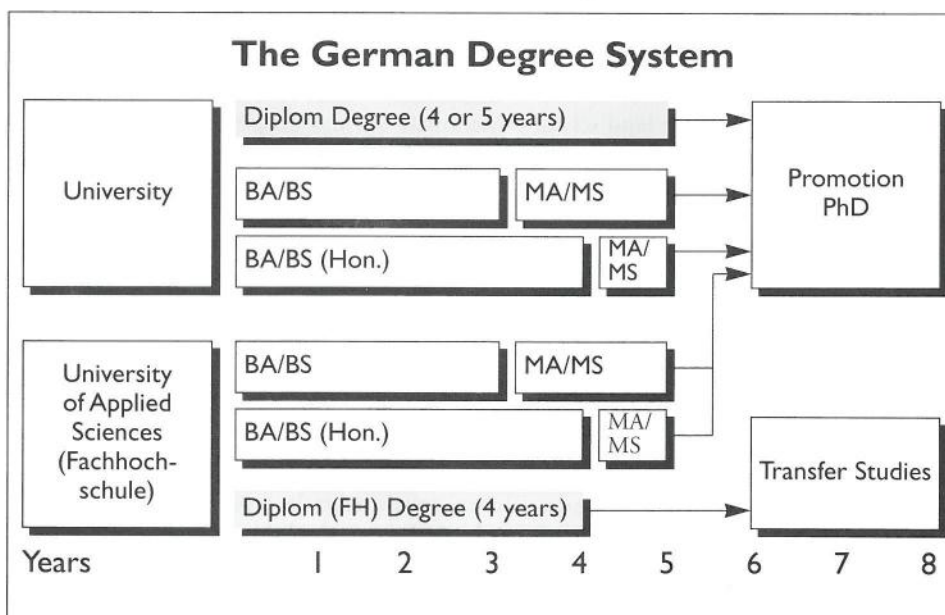 The German Degree System
University
Diplom Degree (4 or 5 years)
BA/BS
MA/MS
BA/BS (Hon.)
MA/
MS
Promotion
PhD
University
of Applied
Sciences
(Fachhoch-
schule)
BA/BS
MA/MS
BA/BS (Hon.)
MA/
MS
Diplom (FH) Degree (4 years)
Transfer Studies
Years 1 2 3 4 5 6 7 8